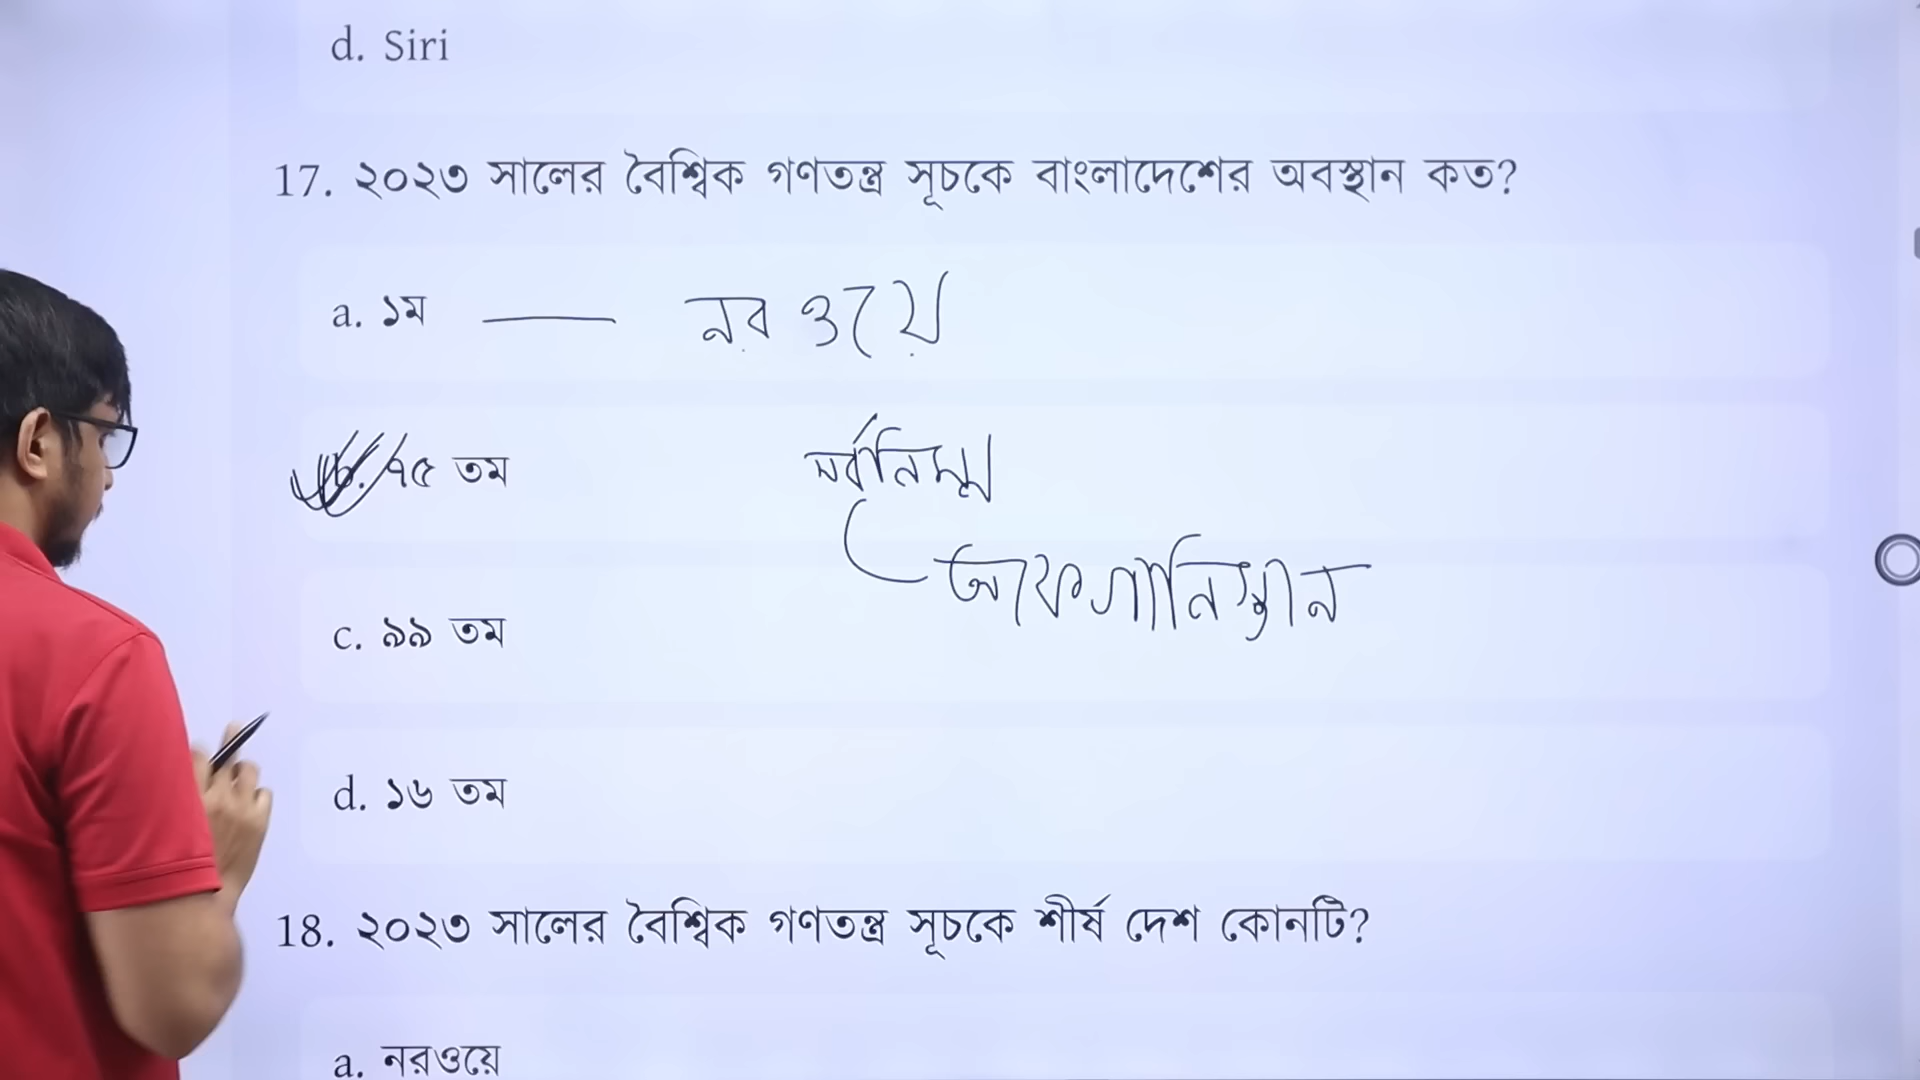 d. Siri
17. ২০২৩ সালের বৈশ্বিক গণতন্ত্র সূচকে বাংলাদেশের অবস্থান কত?
a. ১ম — নরওয়ে
b. ৭৫ তম
সর্বনিম্ন
আফগানিস্থান
c. ৯৯ তম
d. ১৬ তম
18. ২০২৩ সালের বৈশ্বিক গণতন্ত্র সূচকে শীর্ষ দেশ কোনটি?
a. নরওয়ে